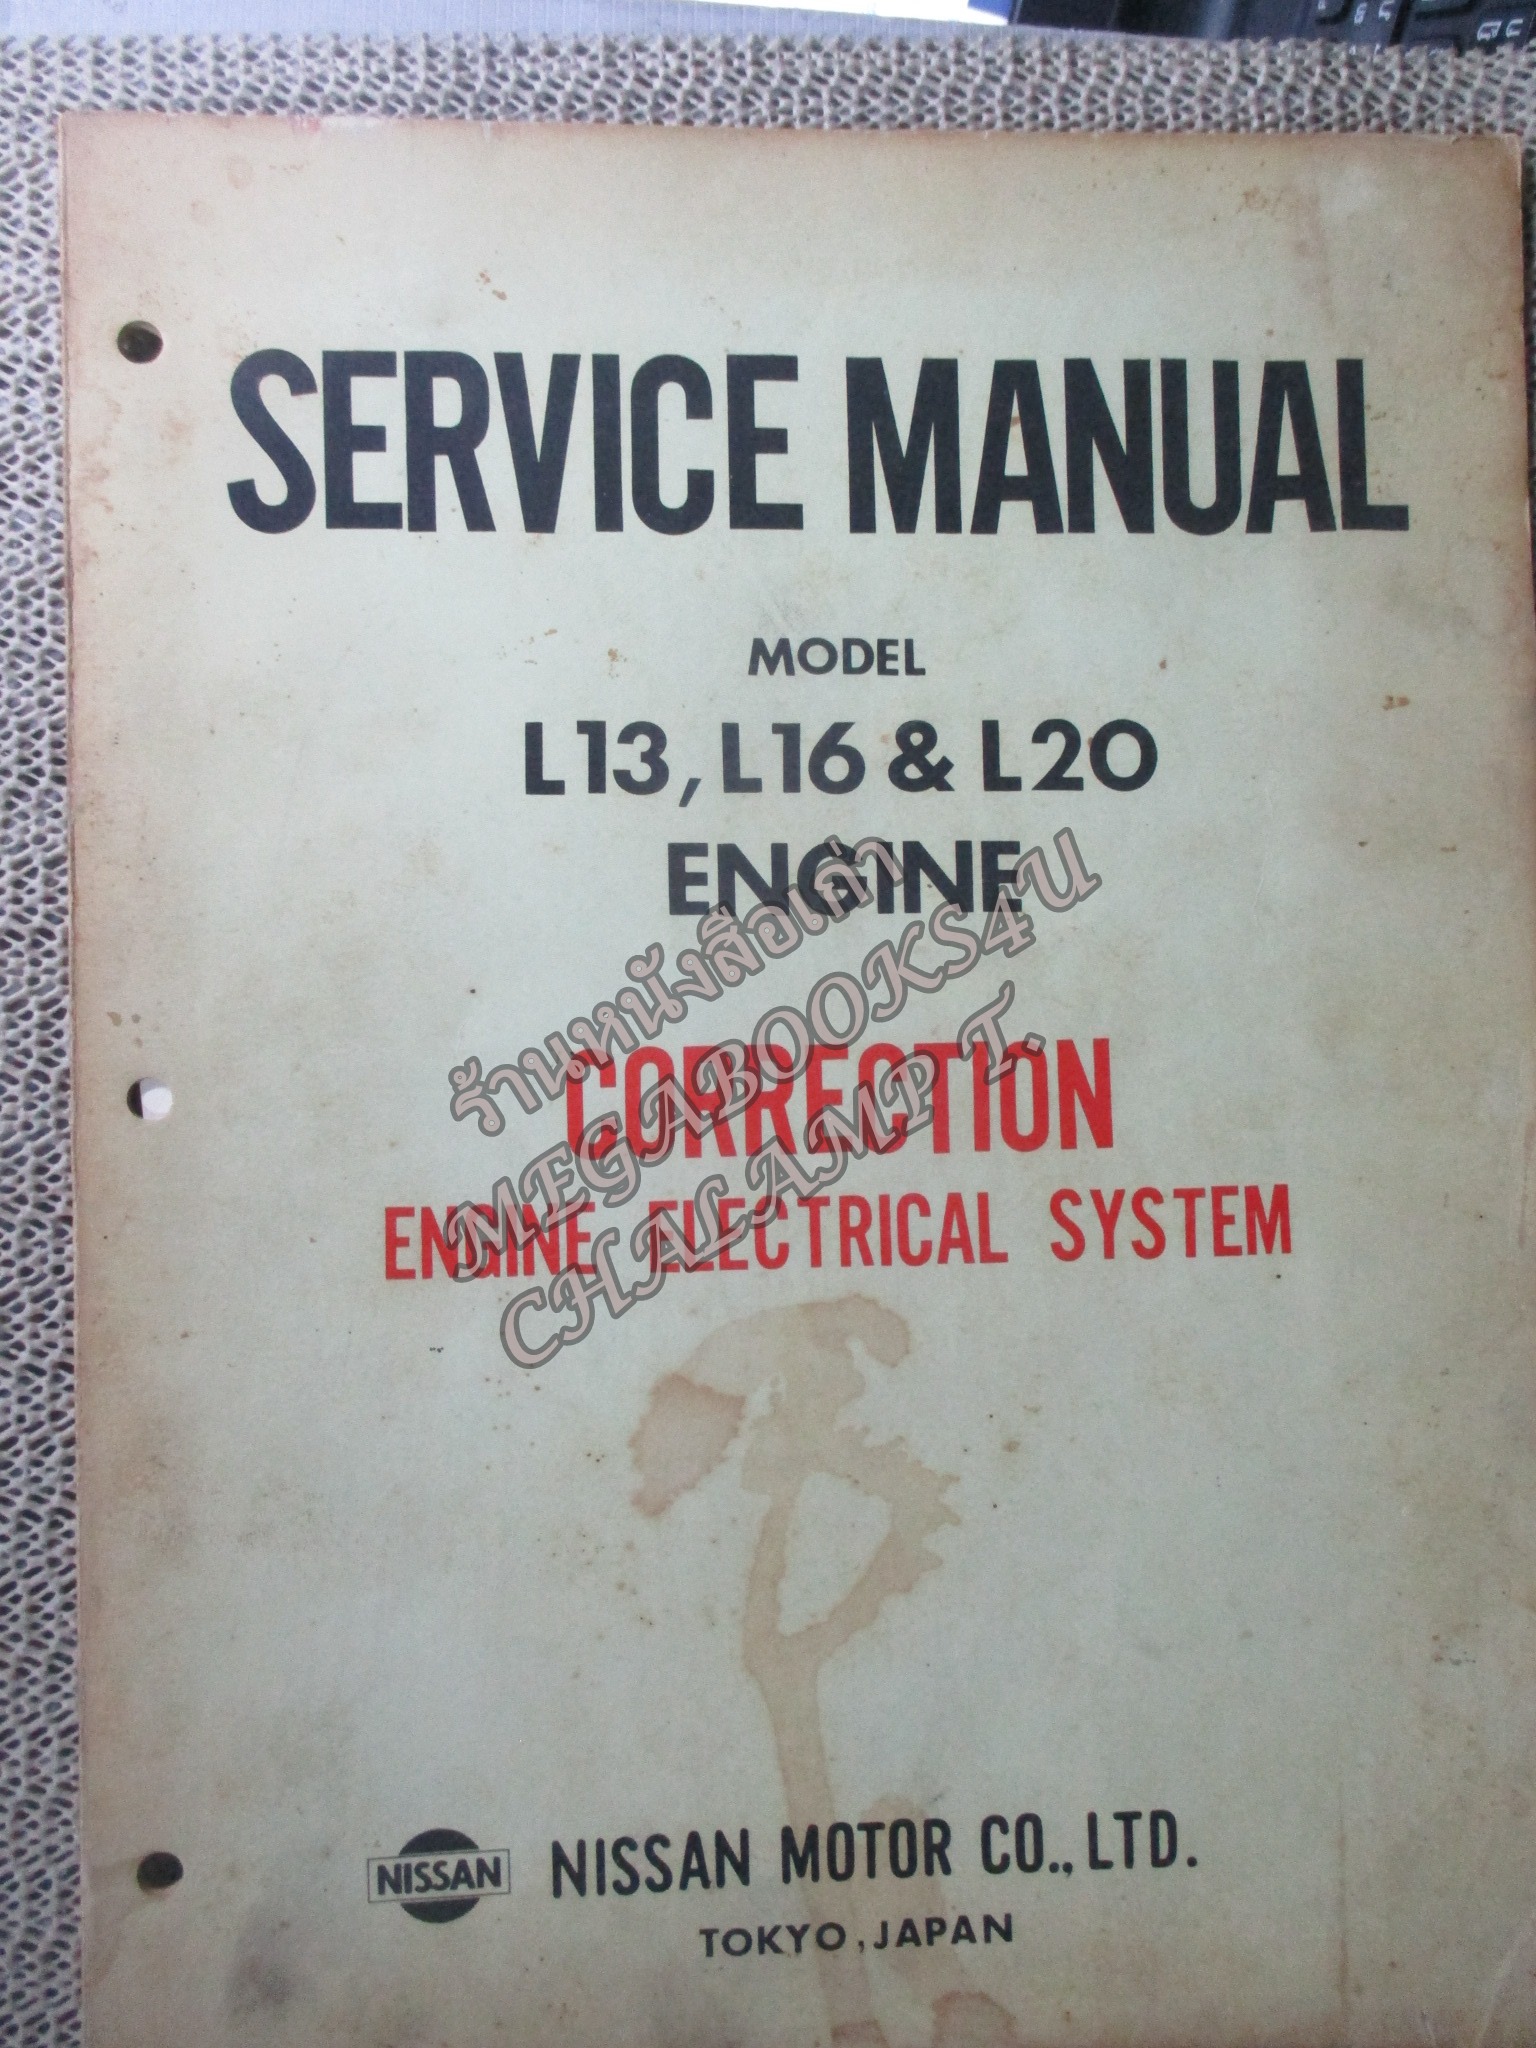 SERVICE MANUAL
MODEL
L13, L16 & L20
ENGINE
ร้านหนังสือเก่า
MEGABOOKS4U
CHALAMP T.
CORRECTION
ENGINE ELECTRICAL SYSTEM
NISSAN
NISSAN MOTOR CO., LTD.
TOKYO, JAPAN